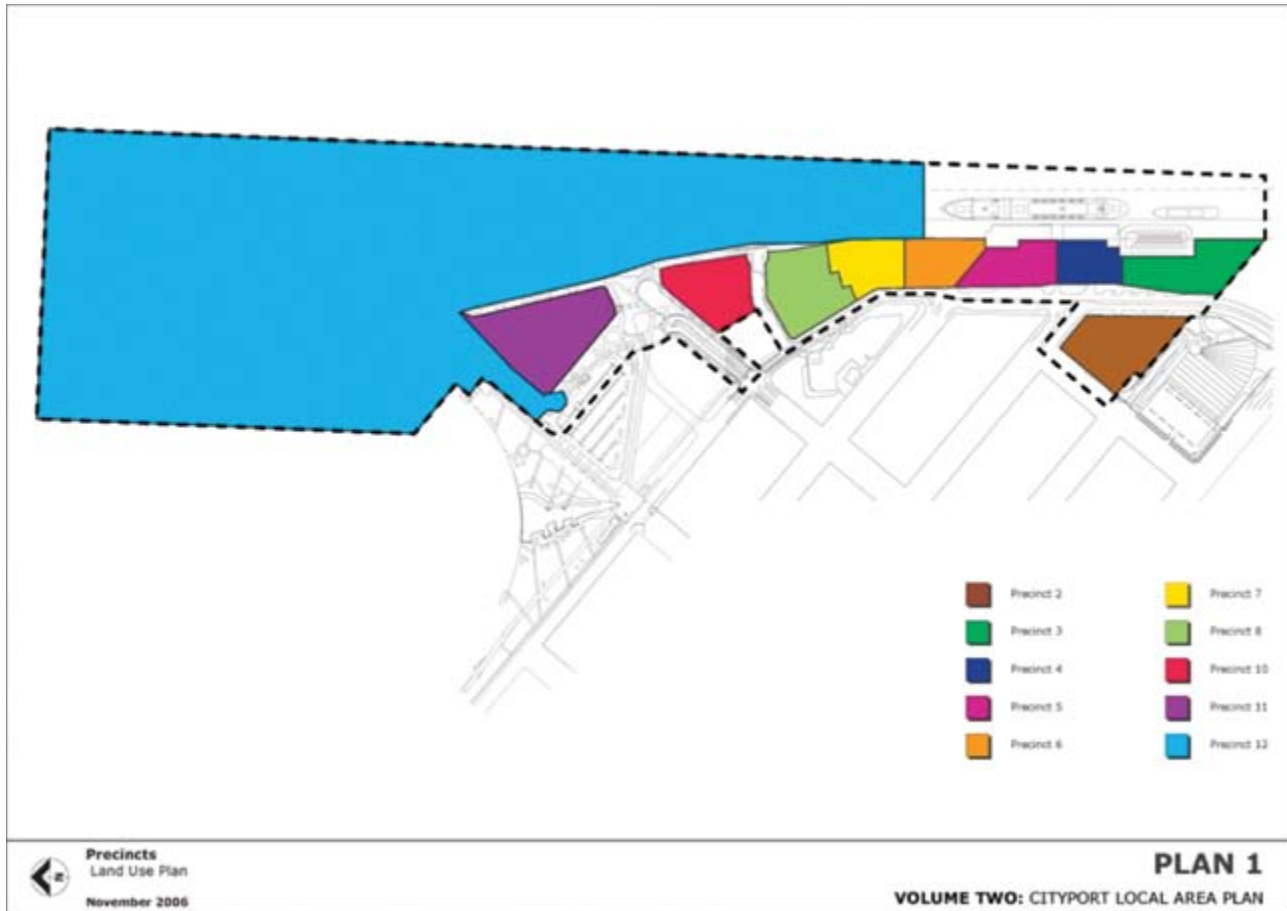 Precinct 2
Precinct 3
Precinct 4
Precinct 5
Precinct 6
Precinct 7
Precinct 8
Precinct 10
Precinct 11
Precinct 12
N
Precincts
Land Use Plan
November 2006
PLAN 1
VOLUME TWO: CITYPORT LOCAL AREA PLAN